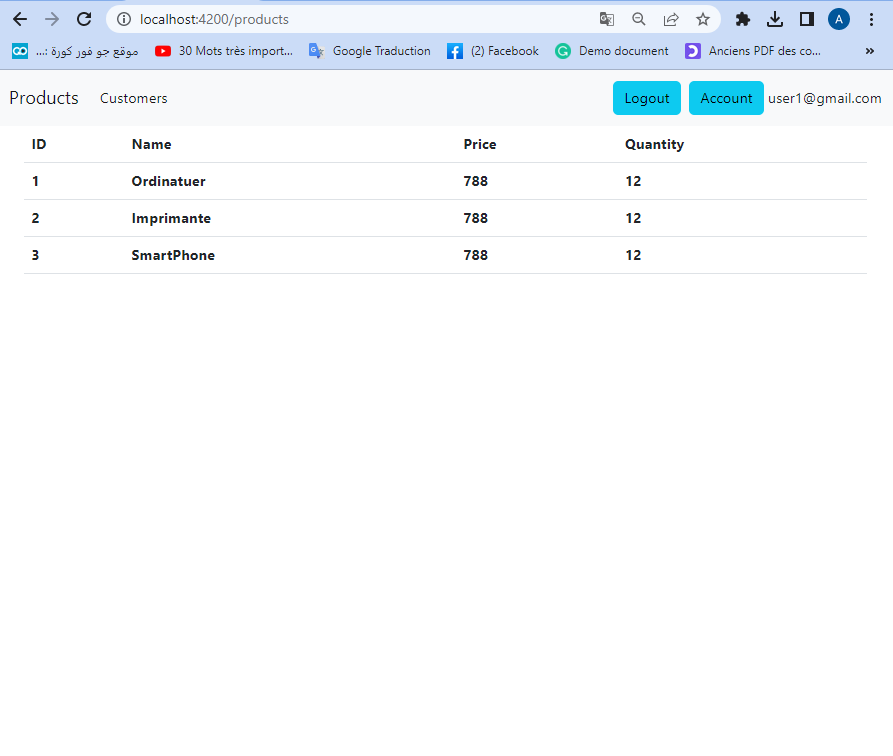 localhost:4200/products
موقع جو فور كورة :...
30 Mots très import...
Google Traduction
(2) Facebook
Demo document
Anciens PDF des co...
»
Products Customers Logout Account user1@gmail.com
ID Name Price Quantity
1 Ordinatuer 788 12
2 Imprimante 788 12
3 SmartPhone 788 12